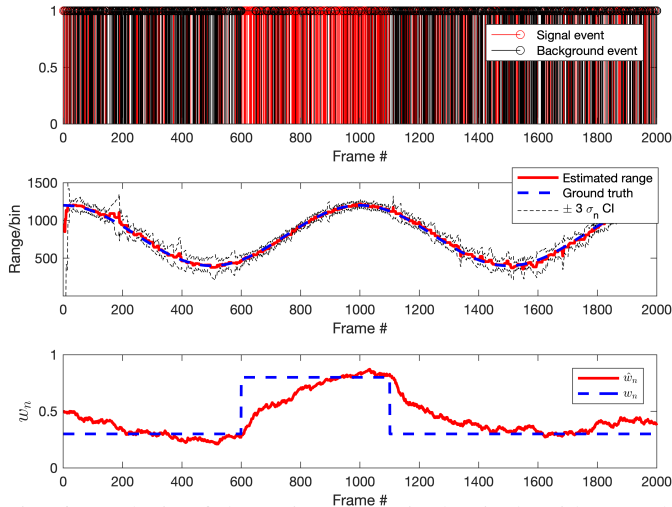 1
0.5
0
Signal event
Background event
0 200 400 600 800 1000 1200 1400 1600 1800 2000
Frame #
Range/bin
1500
1000
500
Estimated range
Ground truth
± 3 σn CI
0 200 400 600 800 1000 1200 1400 1600 1800 2000
Frame #
wn
1
0.5
0
ŵn
wn
0 200 400 600 800 1000 1200 1400 1600 1800 2000
Frame #